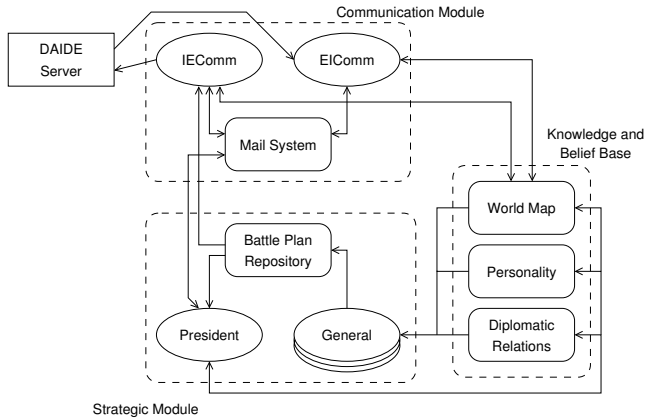 Communication Module
DAIDE
Server
IEComm
EIComm
Mail System
Knowledge and
Belief Base
World Map
Battle Plan
Repository
Personality
President
General
Diplomatic
Relations
Strategic Module